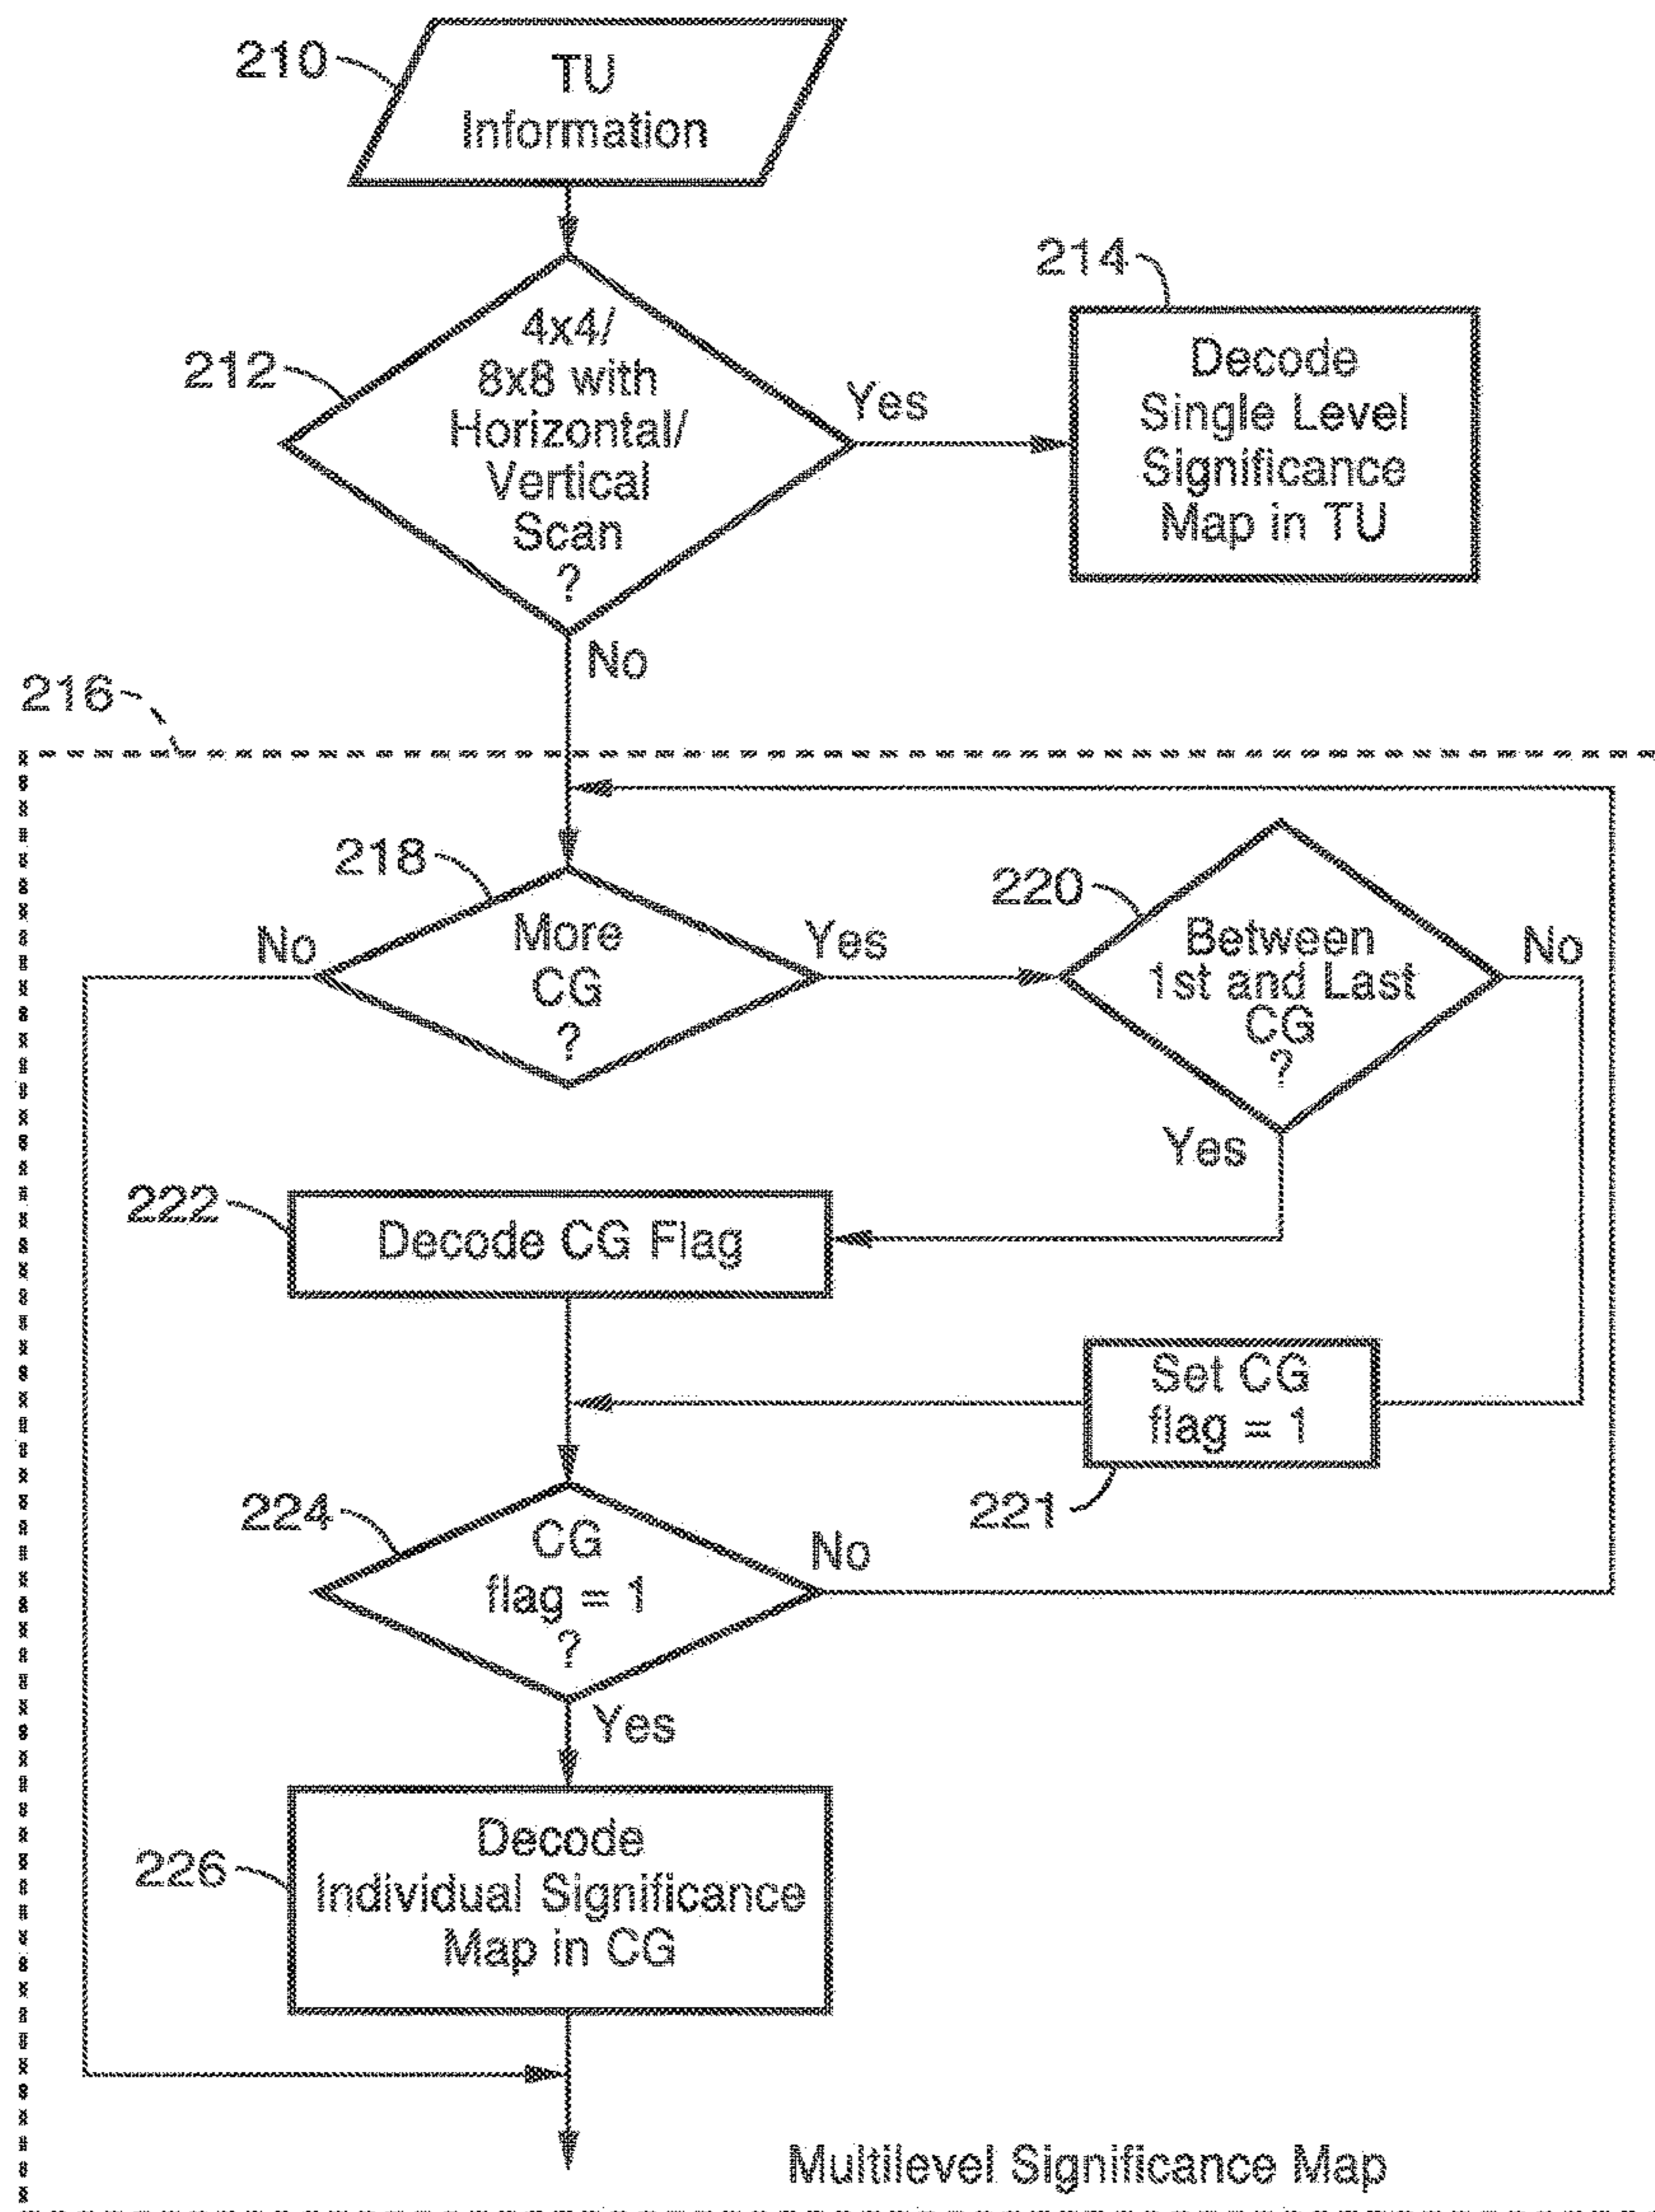 210
TU
Information
214
212
4x4/
8x8 with
Horizontal/
Vertical
Scan
?
Yes
Decode
Single Level
Significance
Map in TU
No
216
218
More
CG
?
No
Yes
220
Between
1st and Last
CG
?
No
Yes
222
Decode CG Flag
Set CG
flag = 1
221
224
CG
flag = 1
?
No
Yes
226
Decode
Individual Significance
Map in CG
Multilevel Significance Map